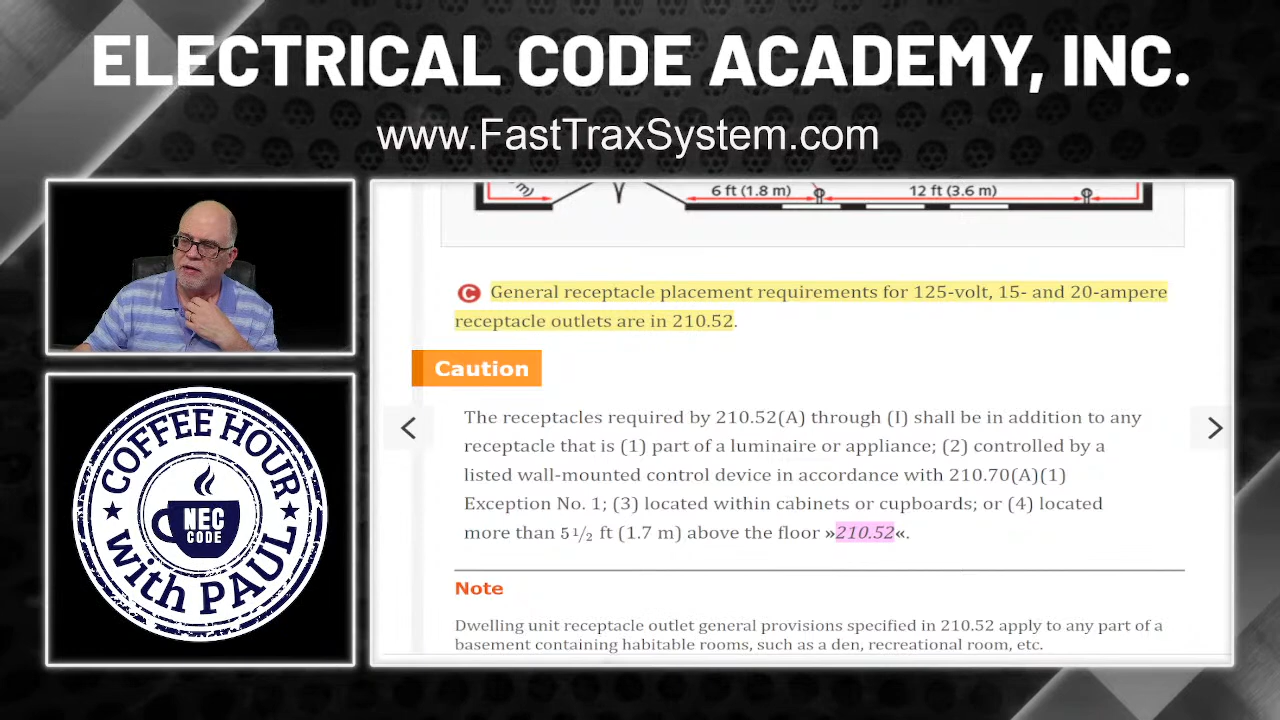 ELECTRICAL CODE ACADEMY, INC.
www.FastTraxSystem.com
6 ft (1.8 m)
12 ft (3.6 m)
m)
C General receptacle placement requirements for 125-volt, 15- and 20-ampere
receptacle outlets are in 210.52.
Caution
The receptacles required by 210.52(A) through (I) shall be in addition to any
receptacle that is (1) part of a luminaire or appliance; (2) controlled by a
listed wall-mounted control device in accordance with 210.70(A)(1)
Exception No. 1; (3) located within cabinets or cupboards; or (4) located
more than 5 1/2 ft (1.7 m) above the floor »210.52«.
Note
Dwelling unit receptacle outlet general provisions specified in 210.52 apply to any part of a
basement containing habitable rooms, such as a den, recreational room, etc.
COFFEE HOUR
NEC
CODE
with PAUL